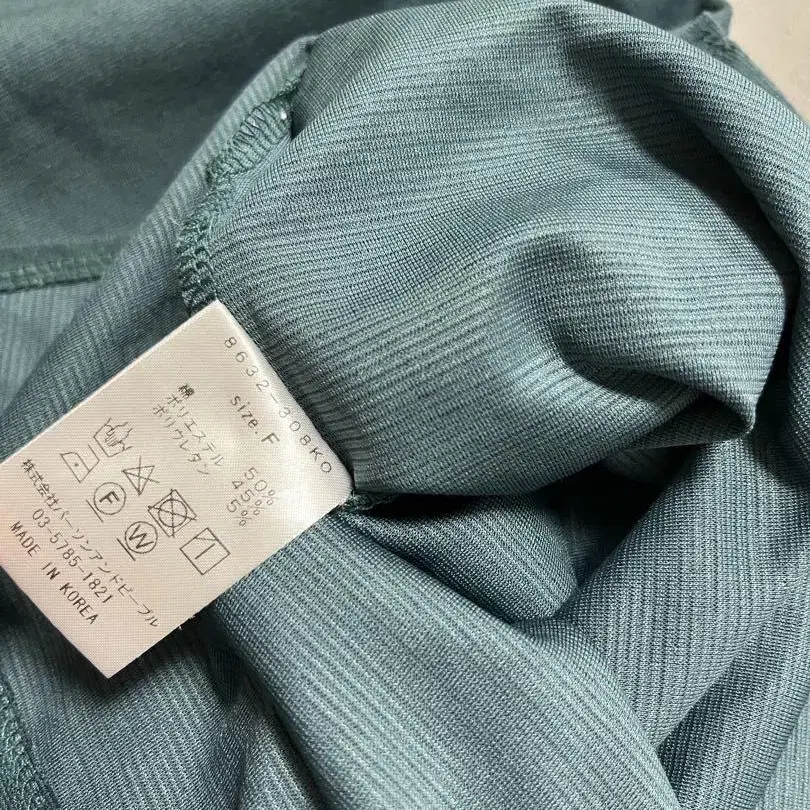 8632-308KO
size.F
綿 50%
ポリエステル 45%
ポリウレタン 5%
F
W
株式会社パーソンアンドピープル
03-5785-1821
MADE IN KOREA